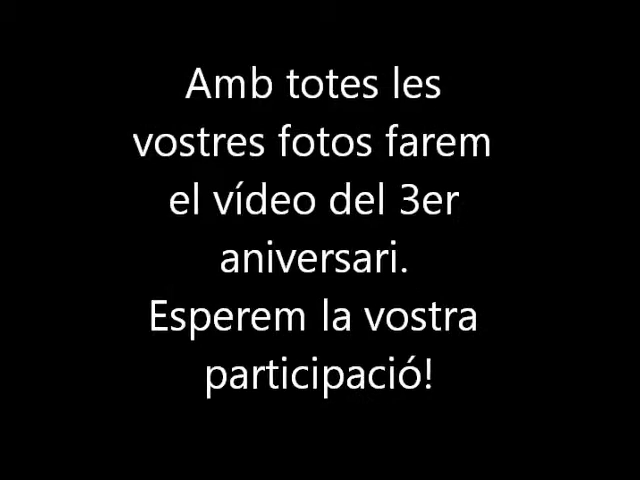 Amb totes les
vostres fotos farem
el vídeo del 3er
aniversari.
Esperem la vostra
participació!